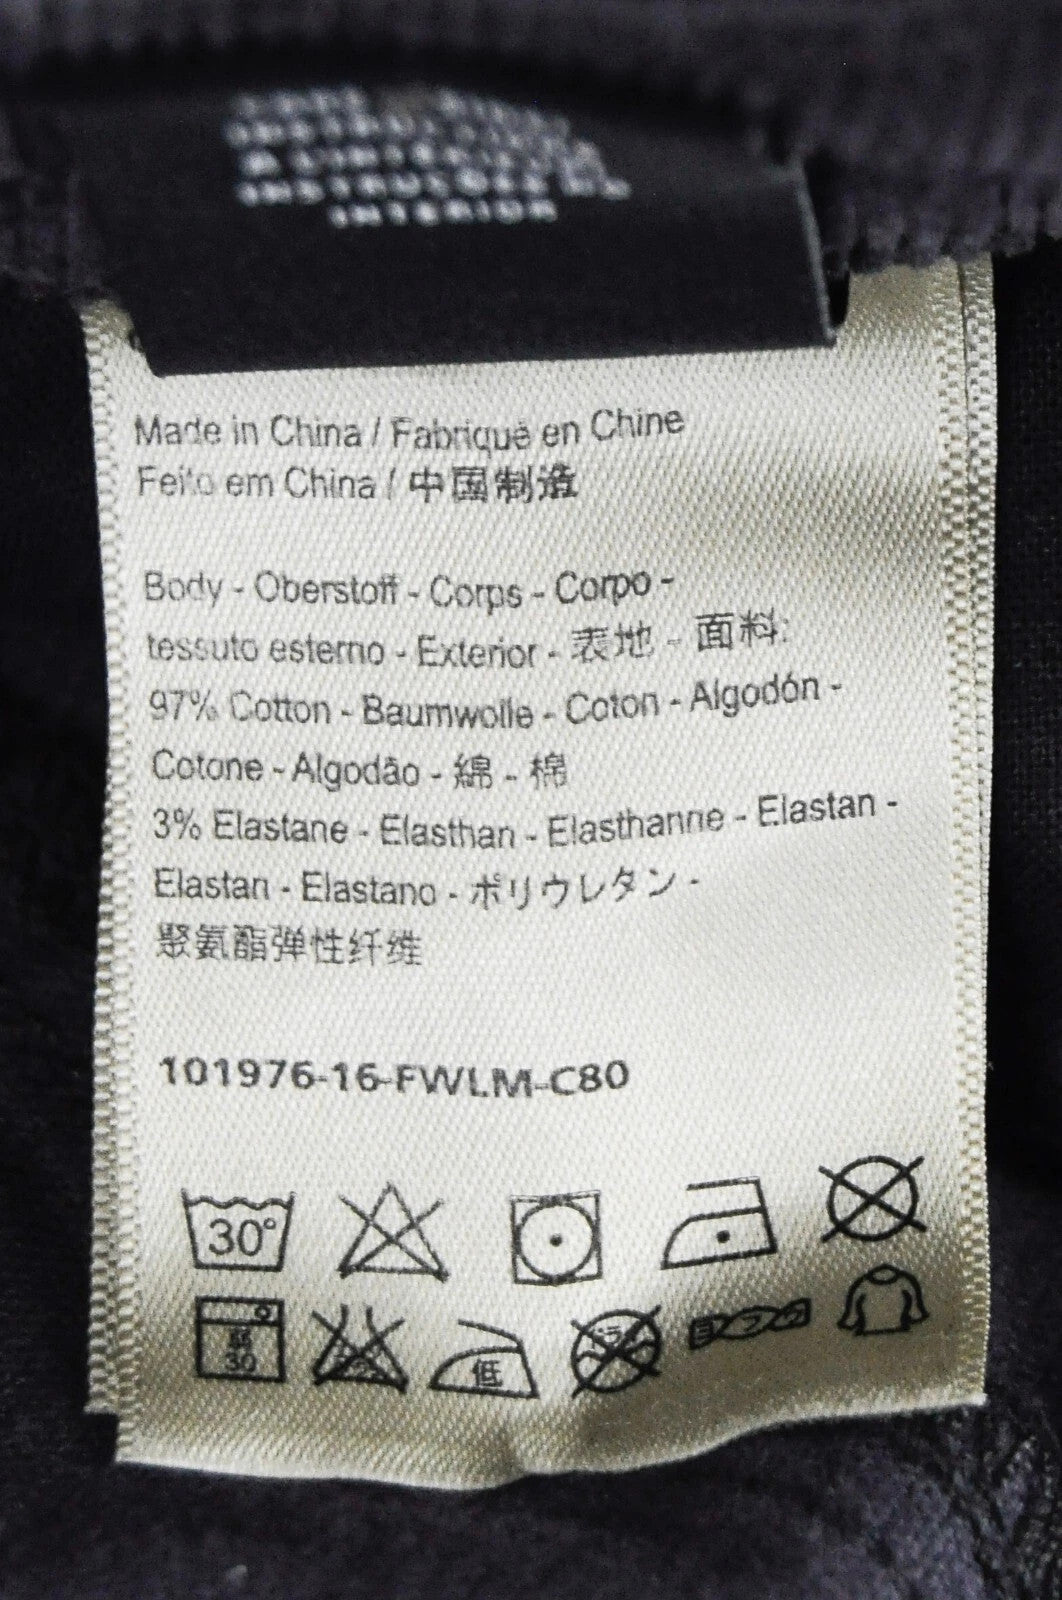 INTERIOR
Made in China / Fabriqué en Chine
Feito em China / 中国制造
Body - Oberstoff - Corps - Corpo -
tessuto esterno - Exterior - 表地 - 面料:
97% Cotton - Baumwolle - Coton - Algodón -
Cotone - Algodão - 綿 - 棉
3% Elastane - Elasthan - Elasthanne - Elastan -
Elastan - Elastano - ポリウレタン -
聚氨酯弹性纤维
101976-16-FWLM-C80
30°
弱
30
低